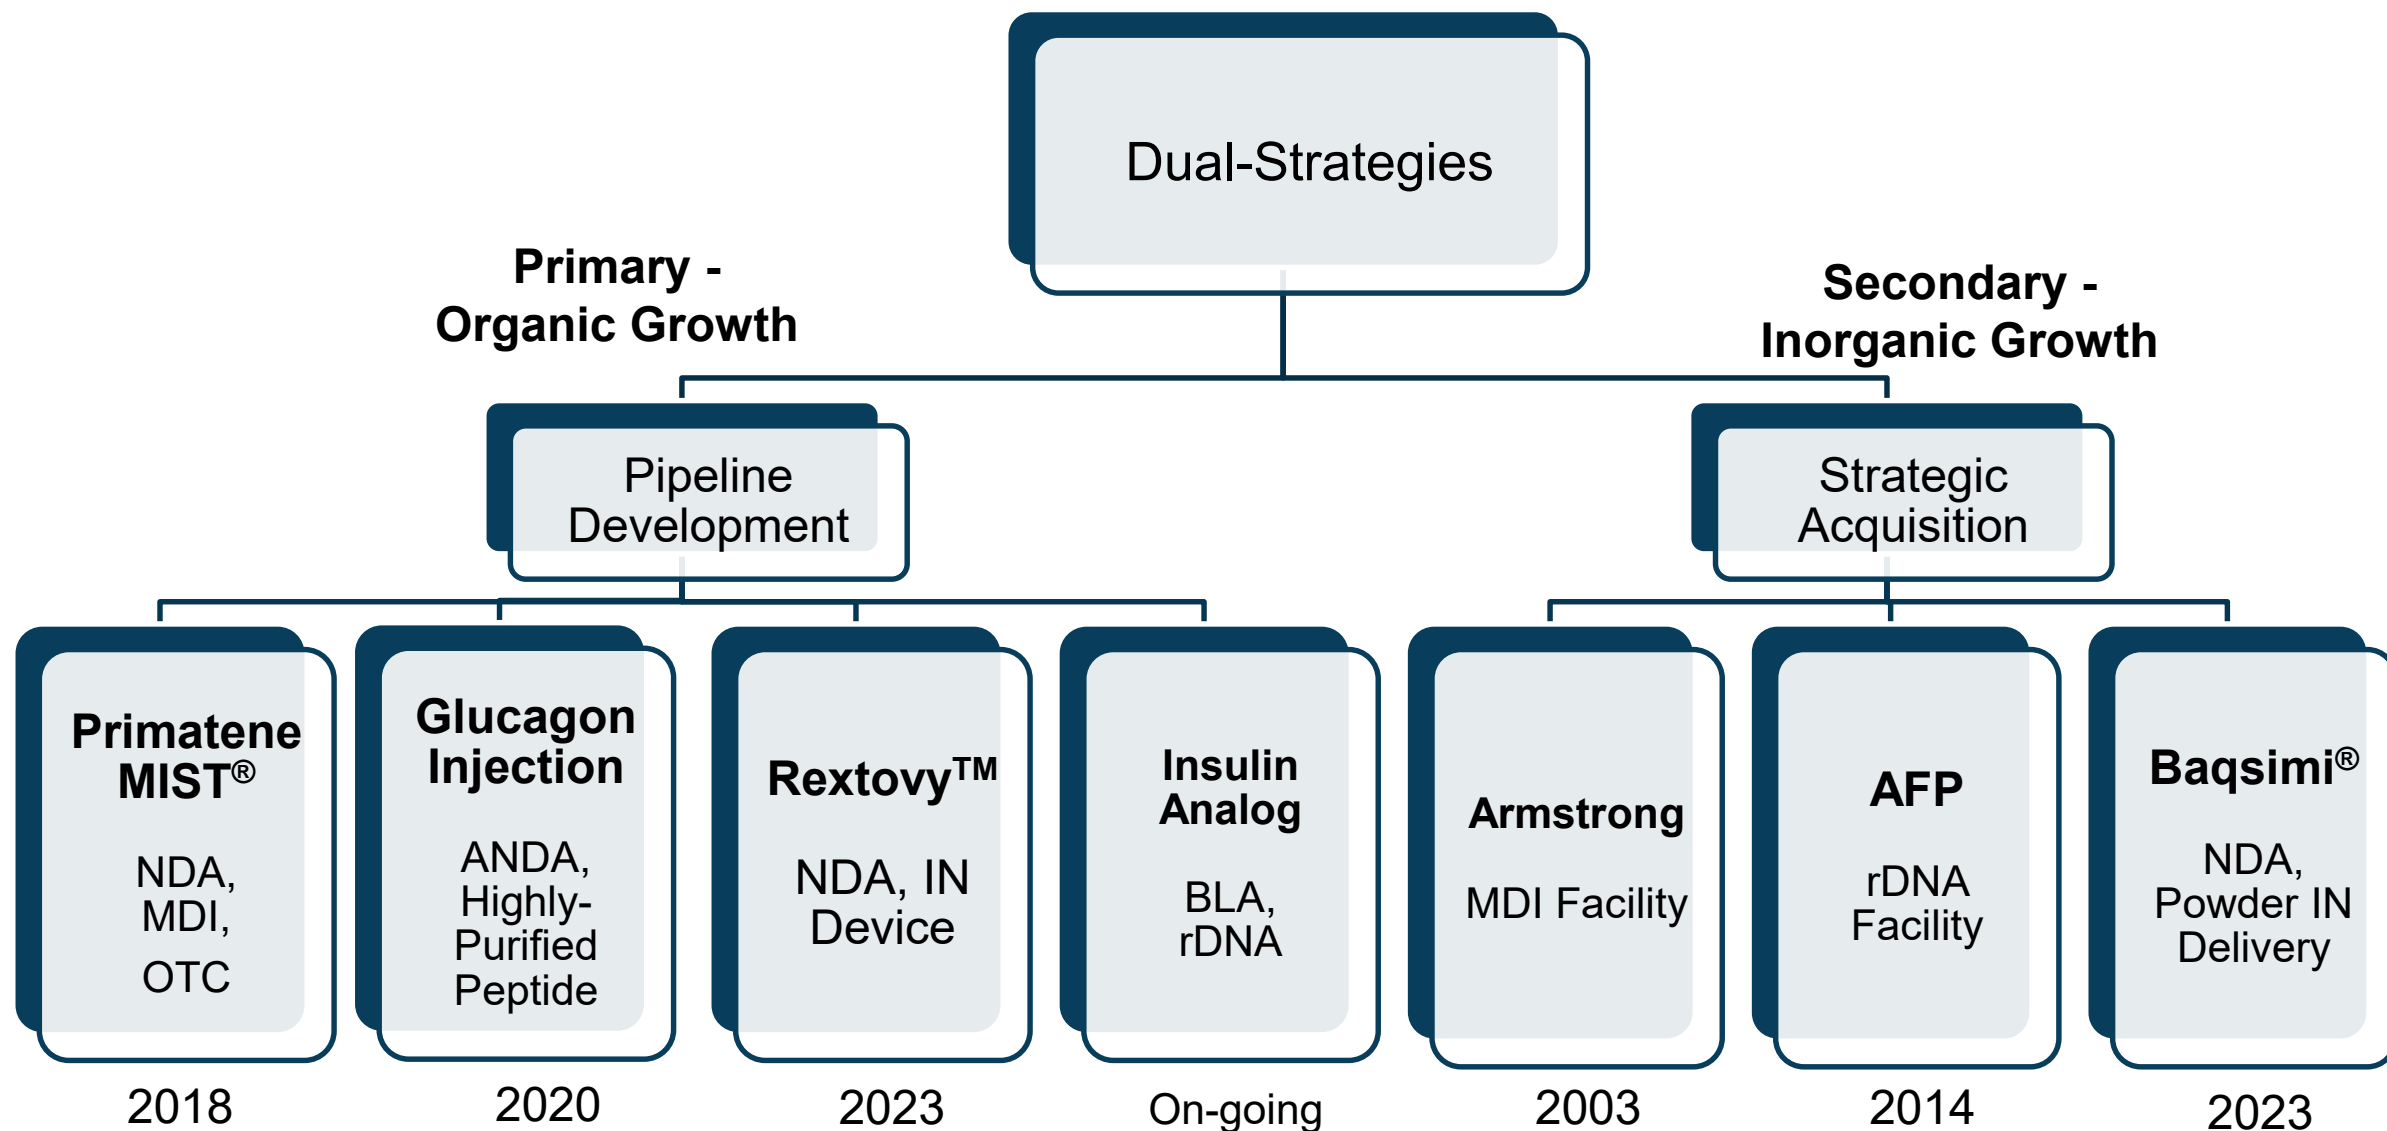 Dual-Strategies
Primary -
Organic Growth
Secondary -
Inorganic Growth
Pipeline
Development
Strategic
Acquisition
Primatene
MIST®
NDA,
MDI,
OTC
2018
Glucagon
Injection
ANDA,
Highly-
Purified
Peptide
2020
Rextovy™
NDA, IN
Device
2023
Insulin
Analog
BLA,
rDNA
On-going
Armstrong
MDI Facility
2003
AFP
rDNA
Facility
2014
Baqsimi®
NDA,
Powder IN
Delivery
2023